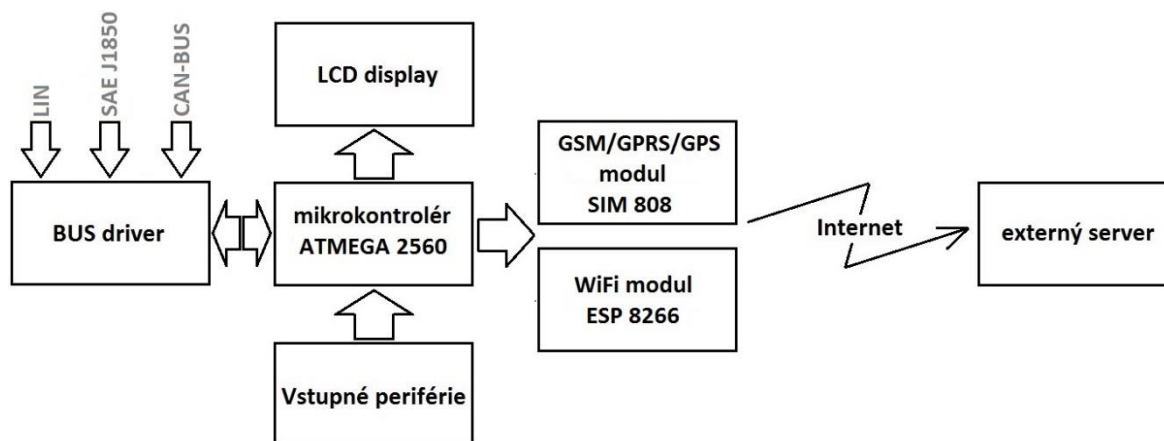 LIN
SAE J1850
CAN-BUS
LCD display
BUS driver
mikrokontrolér
ATMEGA 2560
GSM/GPRS/GPS
modul
SIM 808
WiFi modul
ESP 8266
Internet
externý server
Vstupné periférie